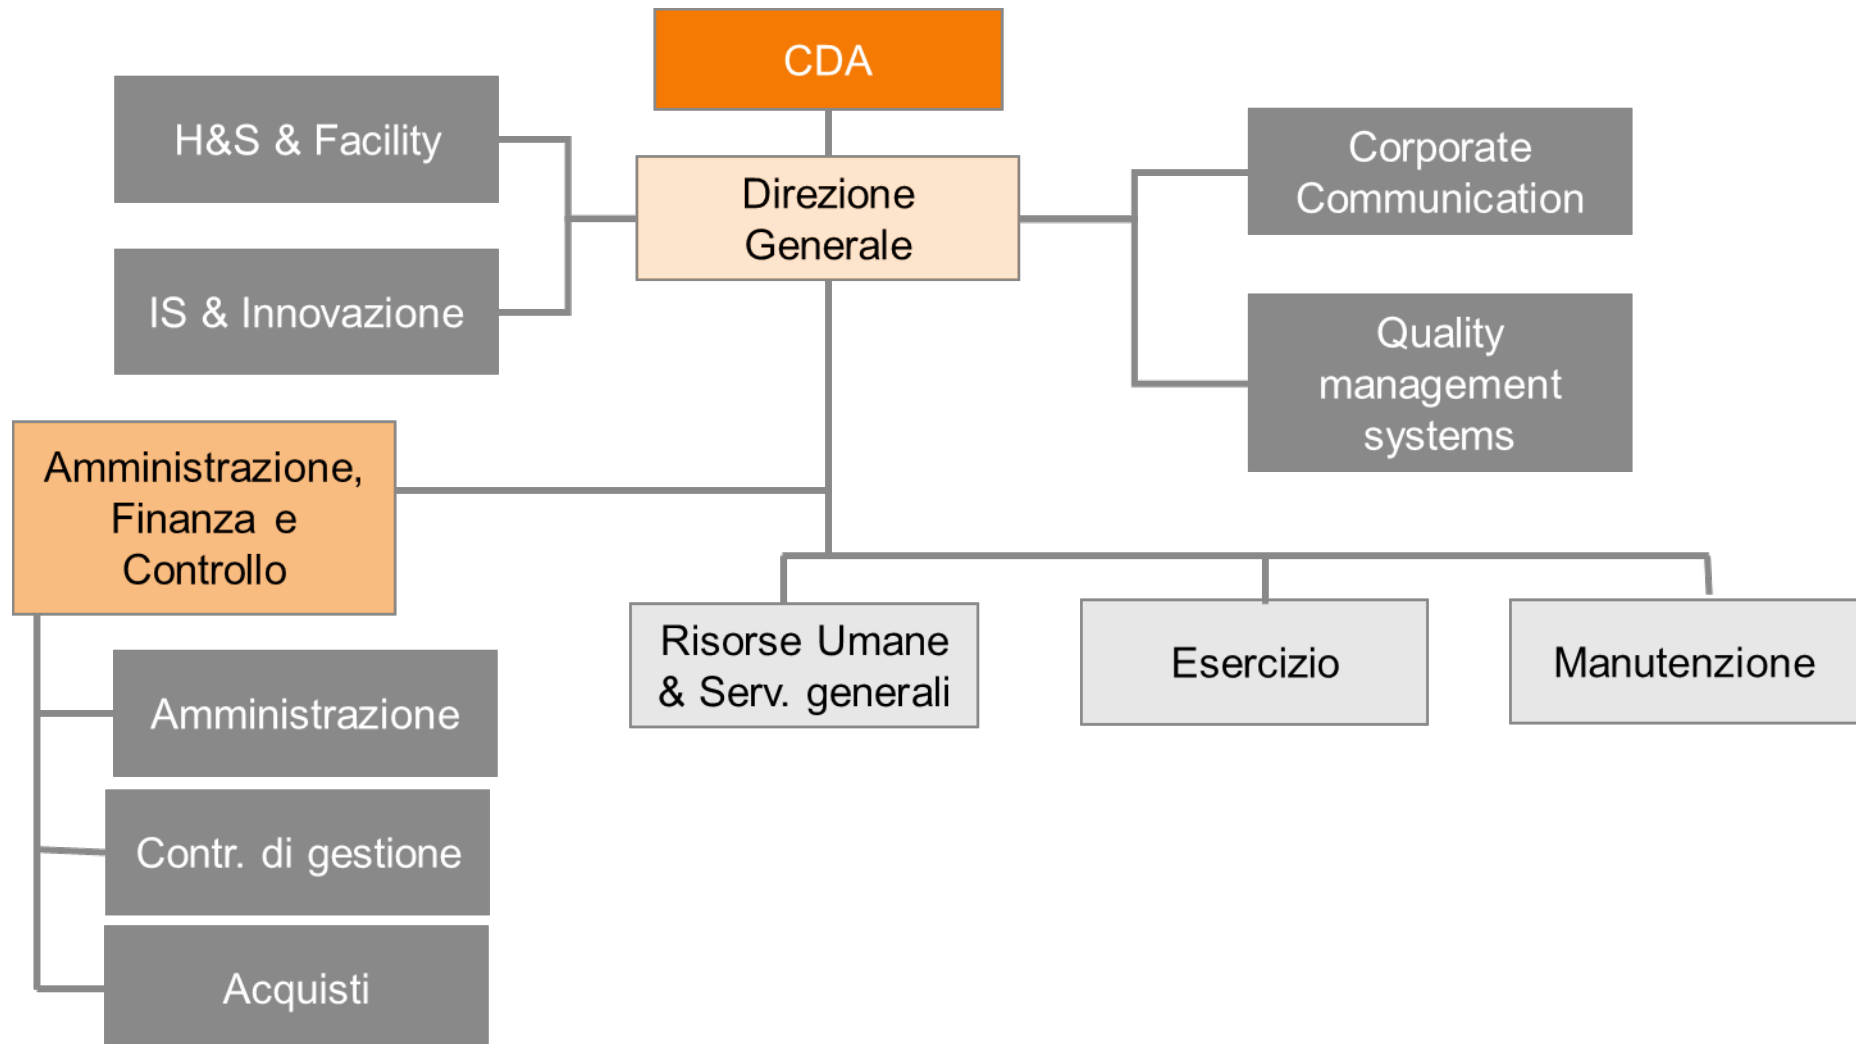 CDA
H&S & Facility
Direzione
Generale
Corporate
Communication
IS & Innovazione
Quality
management
systems
Amministrazione,
Finanza e
Controllo
Risorse Umane
& Serv. generali
Esercizio
Manutenzione
Amministrazione
Contr. di gestione
Acquisti